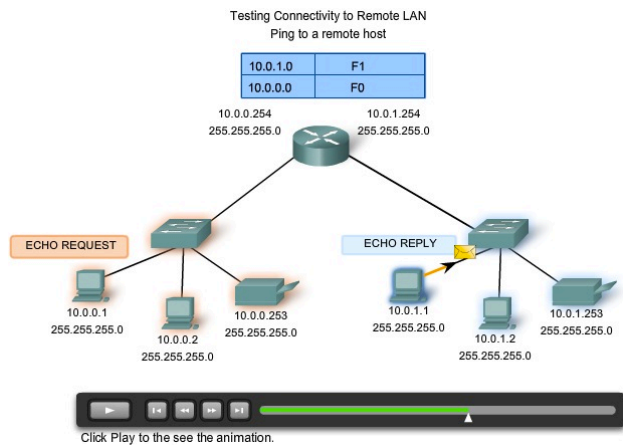 Testing Connectivity to Remote LAN
Ping to a remote host
10.0.1.0 F1
10.0.0.0 F0
10.0.0.254
255.255.255.0
10.0.1.254
255.255.255.0
ECHO REQUEST
ECHO REPLY
10.0.0.1
255.255.255.0
10.0.0.2
255.255.255.0
10.0.0.253
255.255.255.0
10.0.1.1
255.255.255.0
10.0.1.2
255.255.255.0
10.0.1.253
255.255.255.0
Click Play to the see the animation.